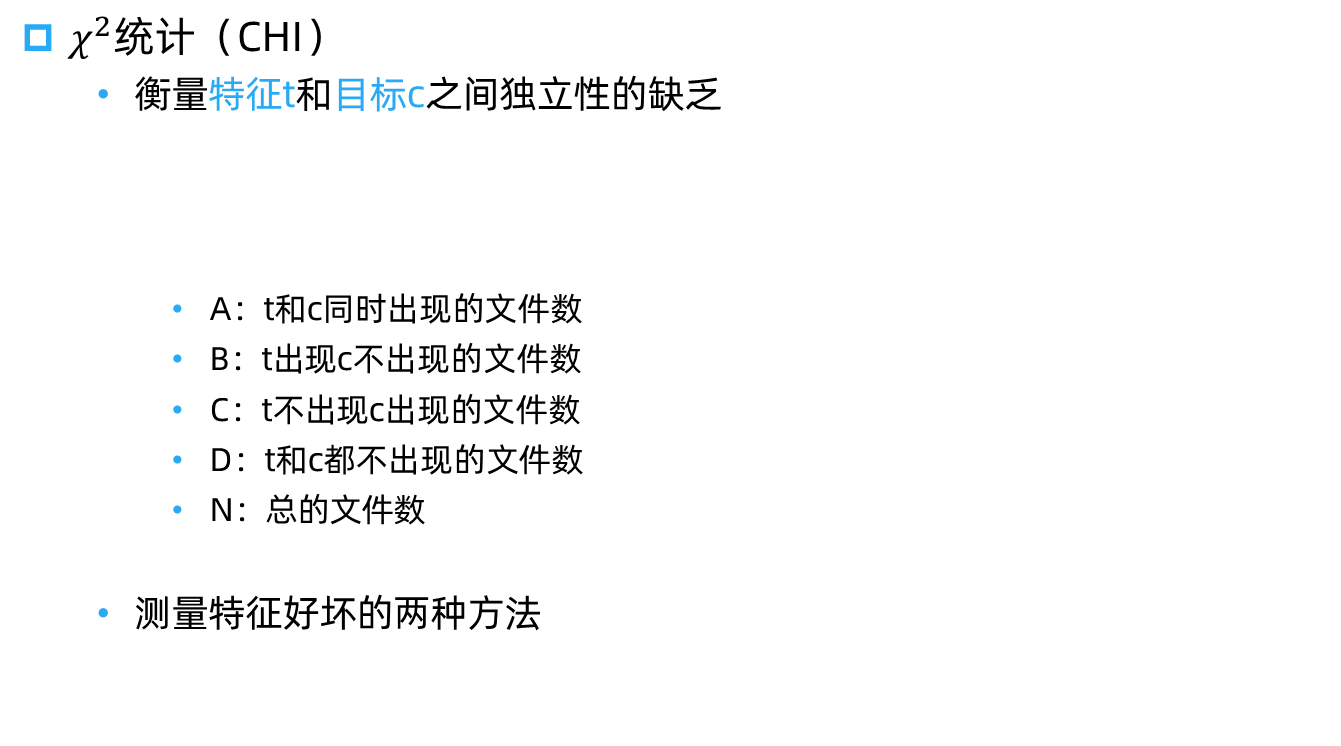 χ²统计（CHI）
• 衡量特征t和目标c之间独立性的缺乏
• A：t和c同时出现的文件数
• B：t出现c不出现的文件数
• C：t不出现c出现的文件数
• D：t和c都不出现的文件数
• N：总的文件数
• 测量特征好坏的两种方法